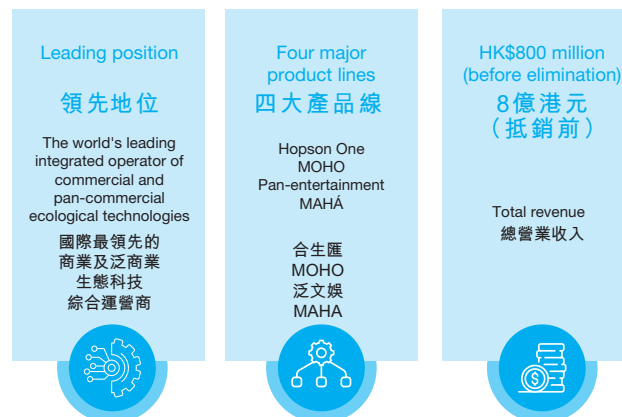 Leading position
領先地位
The world's leading
integrated operator of
commercial and
pan-commercial
ecological technologies
國際最領先的
商業及泛商業
生態科技
綜合運營商
Four major
product lines
四大產品線
Hopson One
MOHO
Pan-entertainment
MAHÁ
合生匯
MOHO
泛文娛
MAHA
HK$800 million
(before elimination)
8億港元
（抵銷前）
Total revenue
總營業收入
$